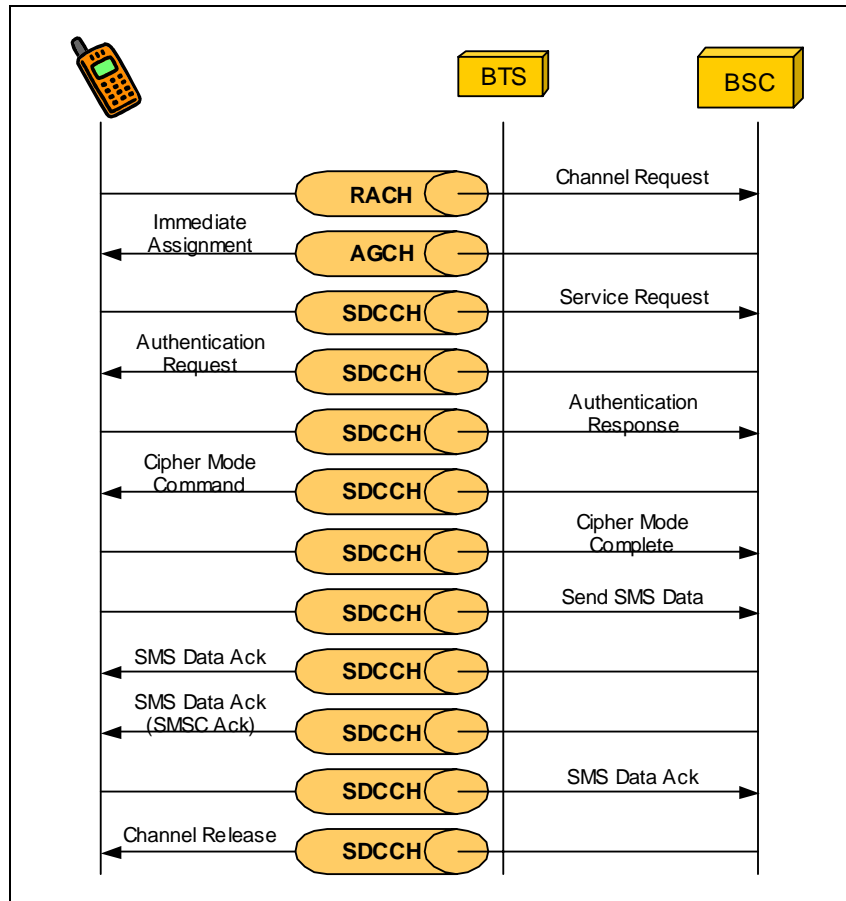 BTS
BSC
RACH
Channel Request
Immediate
Assignment
AGCH
SDCCH
Service Request
Authentication
Request
SDCCH
Authentication
Response
SDCCH
Cipher Mode
Command
SDCCH
Cipher Mode
Complete
SDCCH
SDCCH
Send SMS Data
SMS Data Ack
SDCCH
SMS Data Ack
(SMSC Ack)
SDCCH
SDCCH
SMS Data Ack
Channel Release
SDCCH